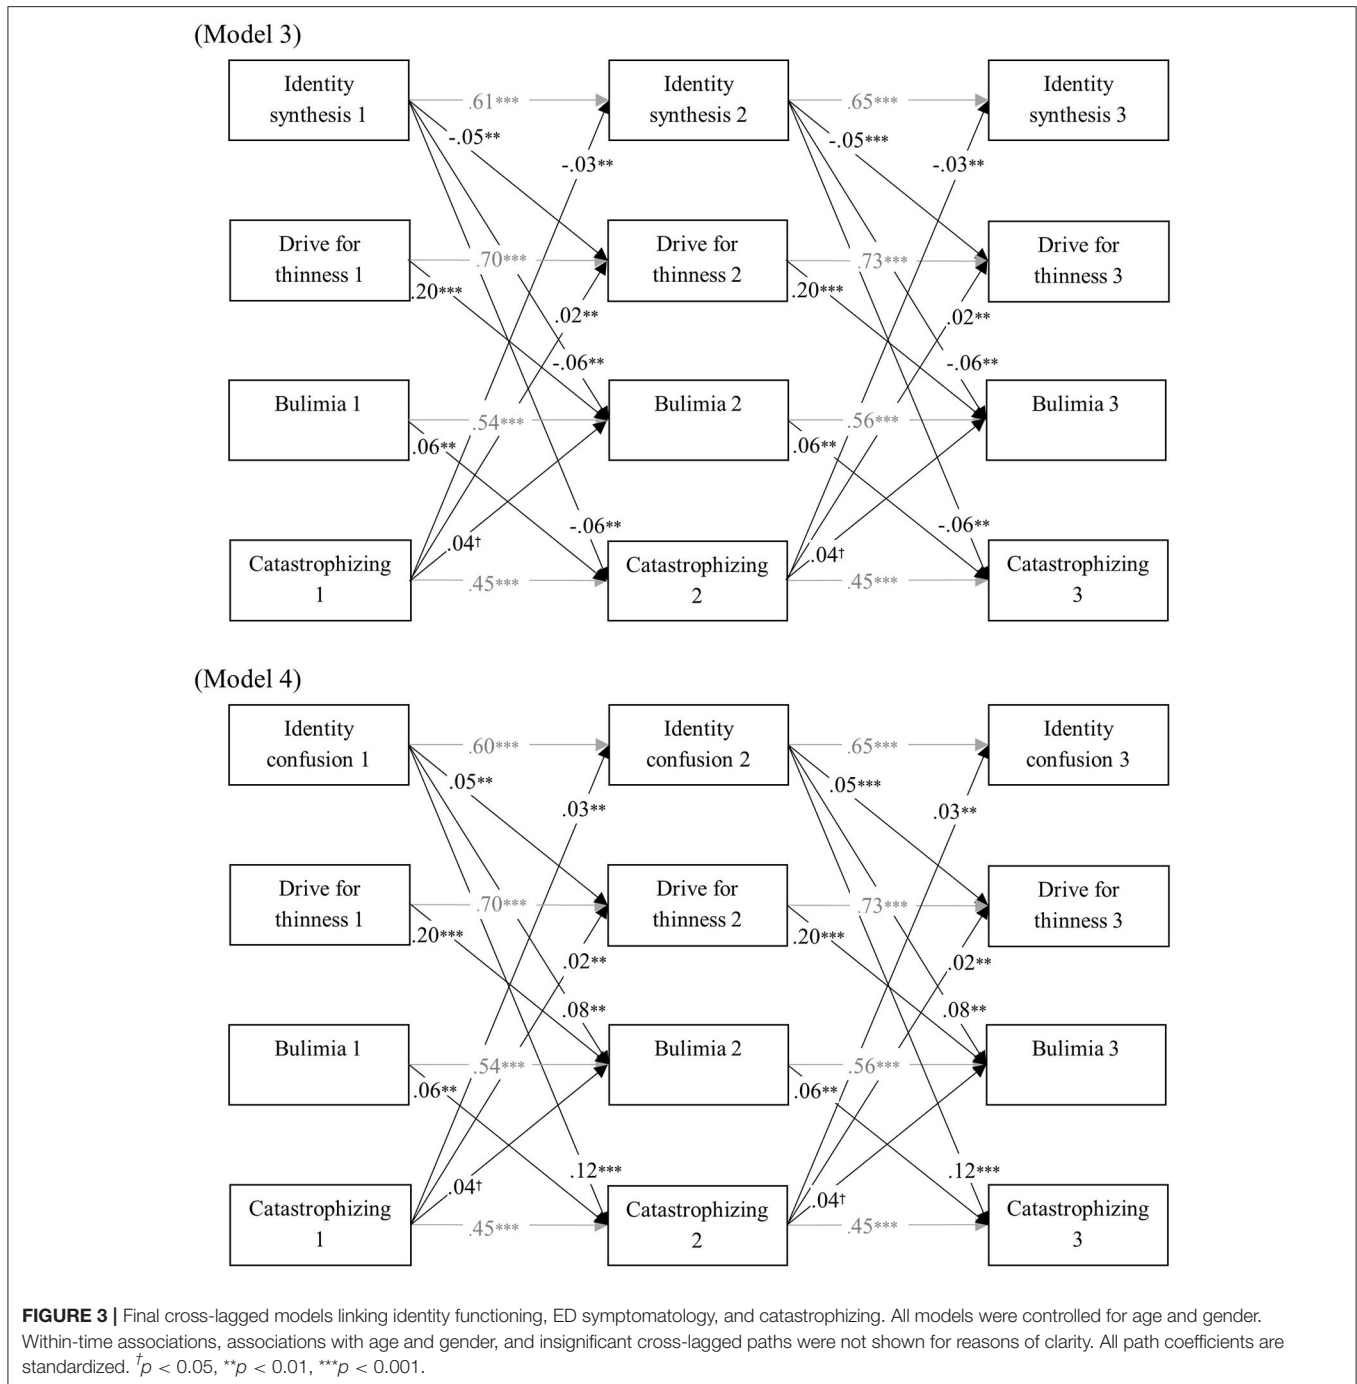 (Model 3)
Identity
synthesis 1
Identity
synthesis 2
Identity
synthesis 3
.61***
.65***
-.05**
-.05***
-.03**
-.03**
Drive for
thinness 1
Drive for
thinness 2
Drive for
thinness 3
.70***
.73***
.20***
.20***
.02**
.02**
-.06**
-.06**
Bulimia 1
Bulimia 2
Bulimia 3
.54***
.56***
.06**
.06**
-.06**
-.06**
.04†
.04†
Catastrophizing
1
Catastrophizing
2
Catastrophizing
3
.45***
.45***
(Model 4)
Identity
confusion 1
Identity
confusion 2
Identity
confusion 3
.60***
.65***
.05**
.05***
.03**
.03**
Drive for
thinness 1
Drive for
thinness 2
Drive for
thinness 3
.70***
.73***
.20***
.20***
.02**
.02**
.08**
.08**
Bulimia 1
Bulimia 2
Bulimia 3
.54***
.56***
.06**
.06**
.12***
.12***
.04†
.04†
Catastrophizing
1
Catastrophizing
2
Catastrophizing
3
.45***
.45***
FIGURE 3 | Final cross-lagged models linking identity functioning, ED symptomatology, and catastrophizing. All models were controlled for age and gender.
Within-time associations, associations with age and gender, and insignificant cross-lagged paths were not shown for reasons of clarity. All path coefficients are
standardized. †p < 0.05, **p < 0.01, ***p < 0.001.